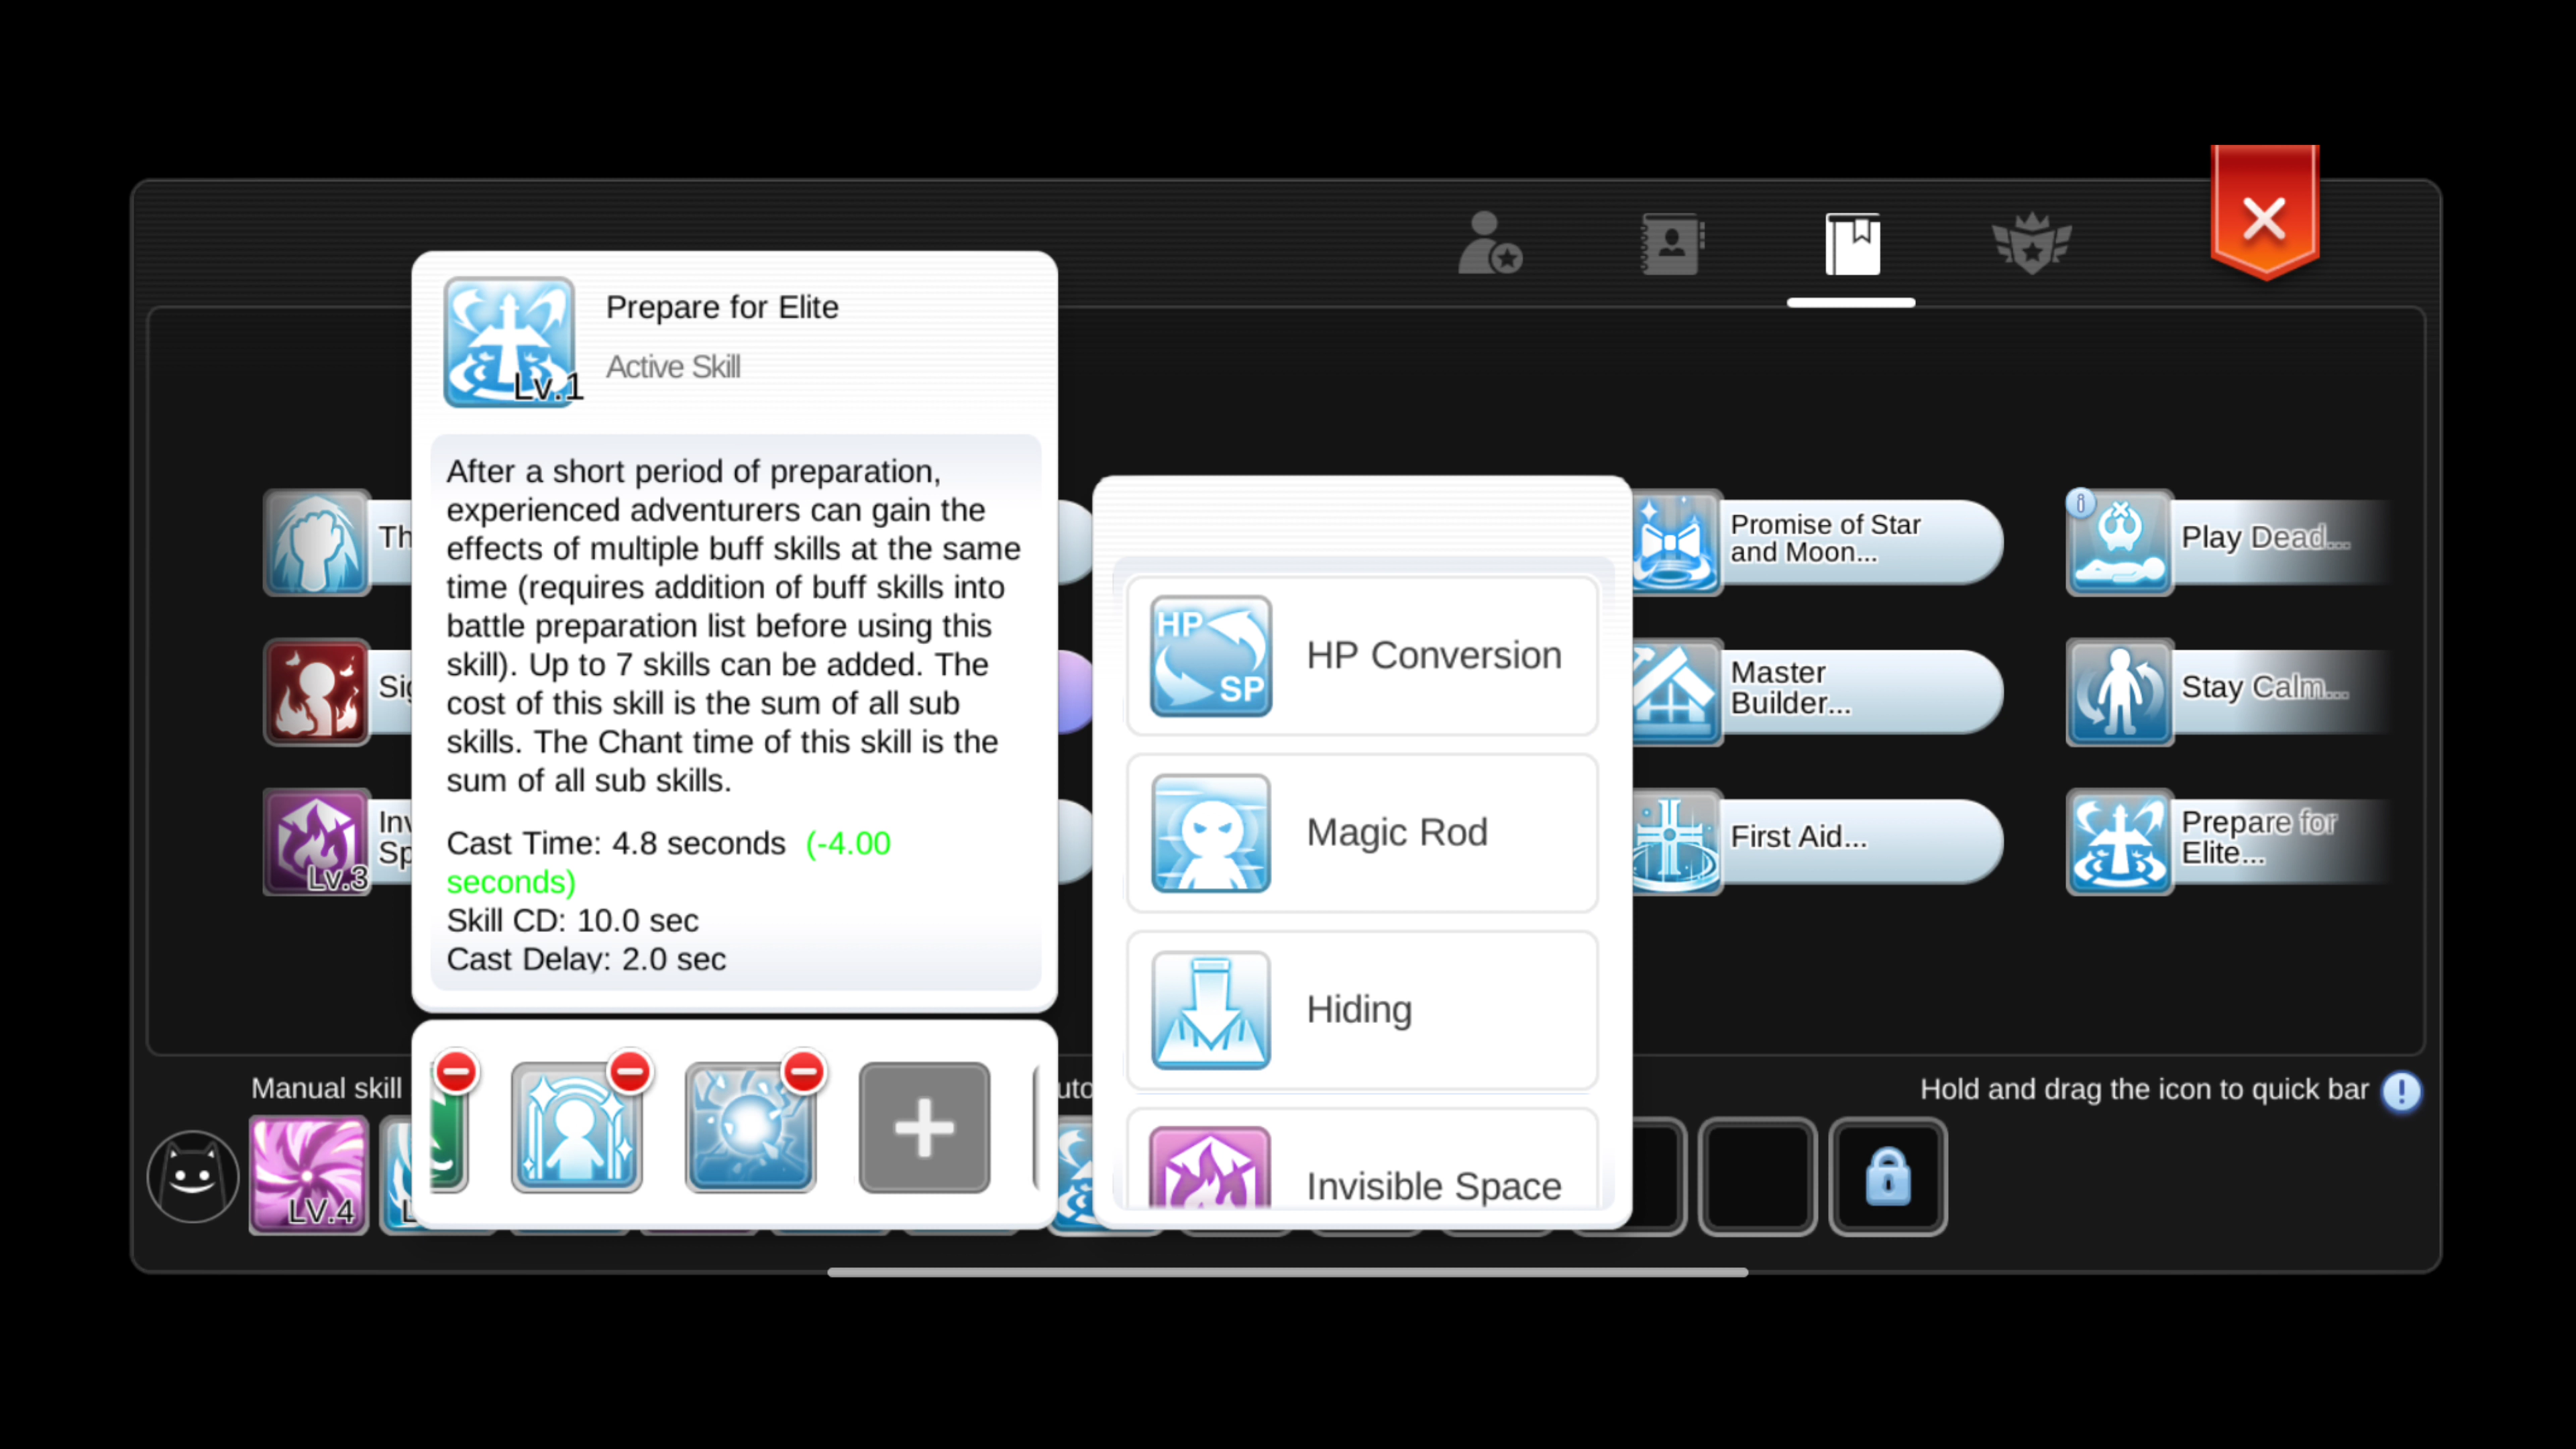 Prepare for Elite
Active Skill
Lv.1
After a short period of preparation,
experienced adventurers can gain the
effects of multiple buff skills at the same
time (requires addition of buff skills into
battle preparation list before using this
skill). Up to 7 skills can be added. The
cost of this skill is the sum of all sub
skills. The Chant time of this skill is the
sum of all sub skills.
Cast Time: 4.8 seconds (-4.00
seconds)
Skill CD: 10.0 sec
Cast Delay: 2.0 sec
HP
SP
HP Conversion
Magic Rod
Hiding
Invisible Space
Promise of Star
and Moon...
Play Dead...
Master
Builder...
Stay Calm...
First Aid...
Prepare for
Elite...
Lv.3
Manual skill
Hold and drag the icon to quick bar
LV.4